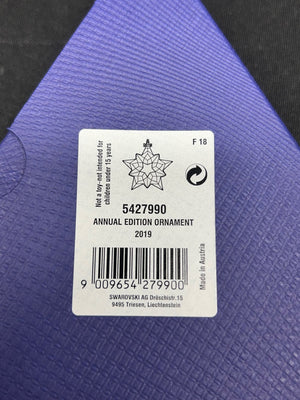 F 18
Not a toy-not intended for
children under 15 years
5427990
ANNUAL EDITION ORNAMENT
2019
Made in Austria
9 009654 279900
SWAROVSKI AG Dröschistr.15
9495 Triesen, Liechtenstein